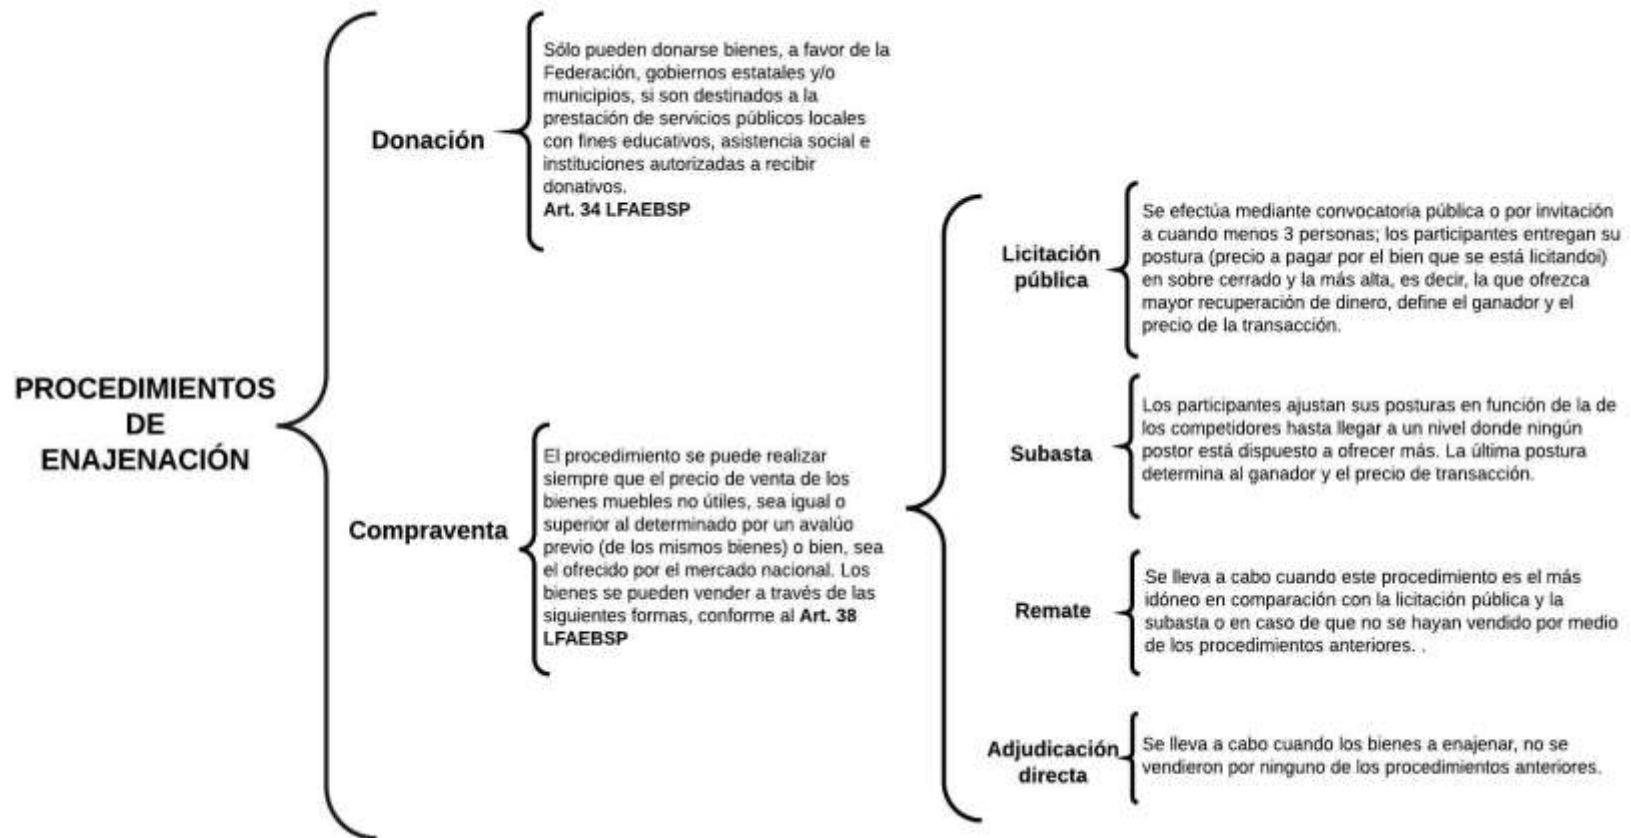 PROCEDIMIENTOS
DE
ENAJENACIÓN
Donación
Sólo pueden donarse bienes, a favor de la
Federación, gobiernos estatales y/o
municipios, si son destinados a la
prestación de servicios públicos locales
con fines educativos, asistencia social e
instituciones autorizadas a recibir
donativos.
Art. 34 LFAEBSP
Compraventa
El procedimiento se puede realizar
siempre que el precio de venta de los
bienes muebles no útiles, sea igual o
superior al determinado por un avalúo
previo (de los mismos bienes) o bien, sea
el ofrecido por el mercado nacional. Los
bienes se pueden vender a través de las
siguientes formas, conforme al Art. 38
LFAEBSP
Licitación
pública
Se efectúa mediante convocatoria pública o por invitación
a cuando menos 3 personas; los participantes entregan su
postura (precio a pagar por el bien que se está licitandoi)
en sobre cerrado y la más alta, es decir, la que ofrezca
mayor recuperación de dinero, define el ganador y el
precio de la transacción.
Subasta
Los participantes ajustan sus posturas en función de la de
los competidores hasta llegar a un nivel donde ningún
postor está dispuesto a ofrecer más. La última postura
determina al ganador y el precio de transacción.
Remate
Se lleva a cabo cuando este procedimiento es el más
idóneo en comparación con la licitación pública y la
subasta o en caso de que no se hayan vendido por medio
de los procedimientos anteriores. .
Adjudicación
directa
Se lleva a cabo cuando los bienes a enajenar, no se
vendieron por ninguno de los procedimientos anteriores.